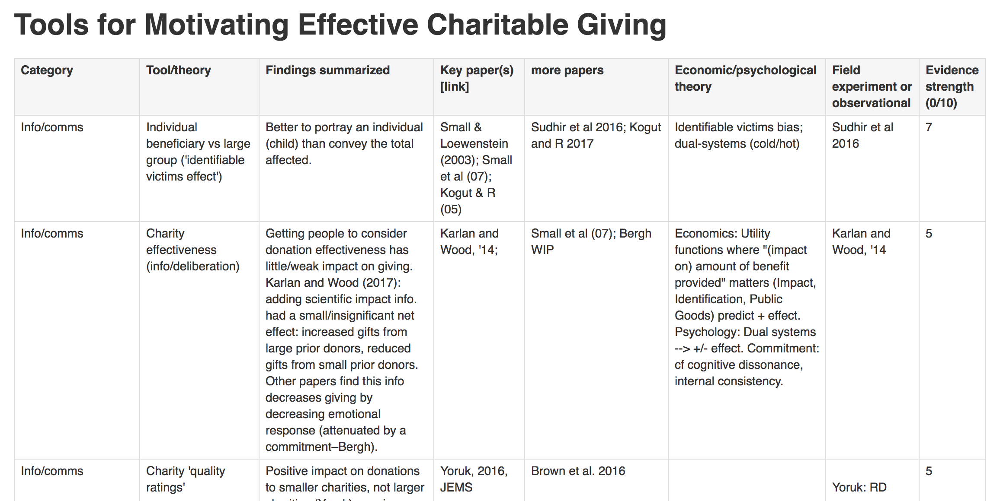 Tools for Motivating Effective Charitable Giving
Category
Tool/theory
Findings summarized
Key paper(s)
[link]
more papers
Economic/psychological
theory
Field
experiment or
observational
Evidence
strength
(0/10)
Info/comms
Individual
beneficiary vs large
group ('identifiable
victims effect')
Better to portray an individual
(child) than convey the total
affected.
Small &
Loewenstein
(2003); Small
et al (07);
Kogut & R
(05)
Sudhir et al 2016; Kogut
and R 2017
Identifiable victims bias;
dual-systems (cold/hot)
Sudhir et al
2016
7
Info/comms
Charity
effectiveness
(info/deliberation)
Getting people to consider
donation effectiveness has
little/weak impact on giving.
Karlan and Wood (2017):
adding scientific impact info.
had a small/insignificant net
effect: increased gifts from
large prior donors, reduced
gifts from small prior donors.
Other papers find this info
decreases giving by
decreasing emotional
response (attenuated by a
commitment–Bergh).
Karlan and
Wood, '14;
Small et al (07); Bergh
WIP
Economics: Utility
functions where "(impact
on) amount of benefit
provided" matters (Impact,
Identification, Public
Goods) predict + effect.
Psychology: Dual systems
--> +/- effect. Commitment:
cf cognitive dissonance,
internal consistency.
Karlan and
Wood, '14
5
Info/comms
Charity 'quality
ratings'
Positive impact on donations
to smaller charities, not larger
Yoruk, 2016,
JEMS
Brown et al. 2016
Yoruk: RD
5